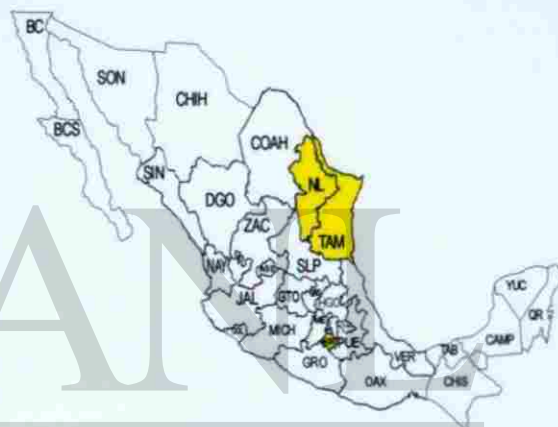 BC
SON
CHIH
BCS
COAH
SIN
NL
DGO
ZAC
TAM
NAY
SLP
YUC
JAL
GTO
QR
MICH
PUE
CAMP
TAB
VER
GRO
OAX
CHIS
ANL